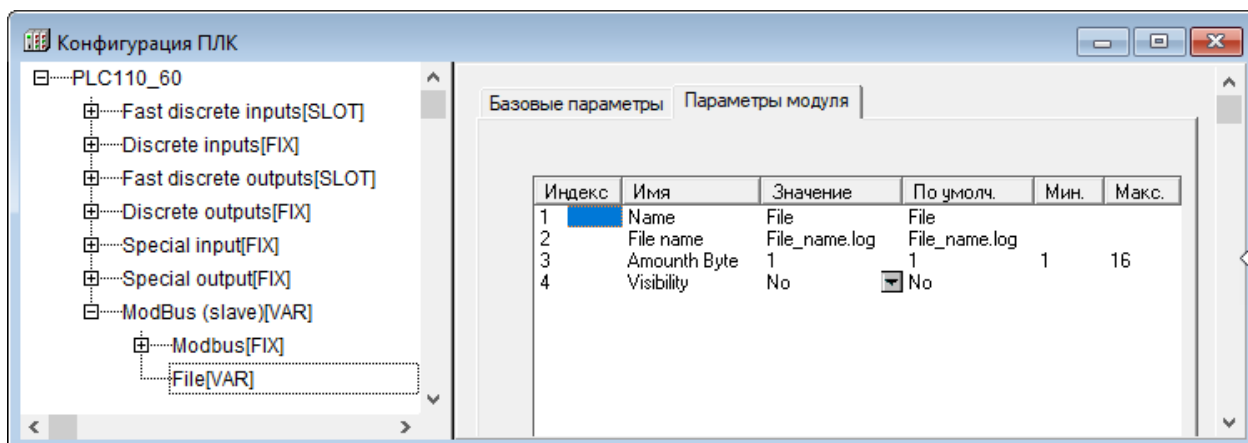 Конфигурация ПЛК
PLC110_60
Fast discrete inputs[SLOT]
Discrete inputs[FIX]
Fast discrete outputs[SLOT]
Discrete outputs[FIX]
Special input[FIX]
Special output[FIX]
ModBus (slave)[VAR]
Modbus[FIX]
File[VAR]
Базовые параметры Параметры модуля
Индекс Имя Значение По умолч. Мин. Макс.
1 Name File File
2 File name File_name.log File_name.log
3 Amounth Byte 1 1 1 16
4 Visibility No No